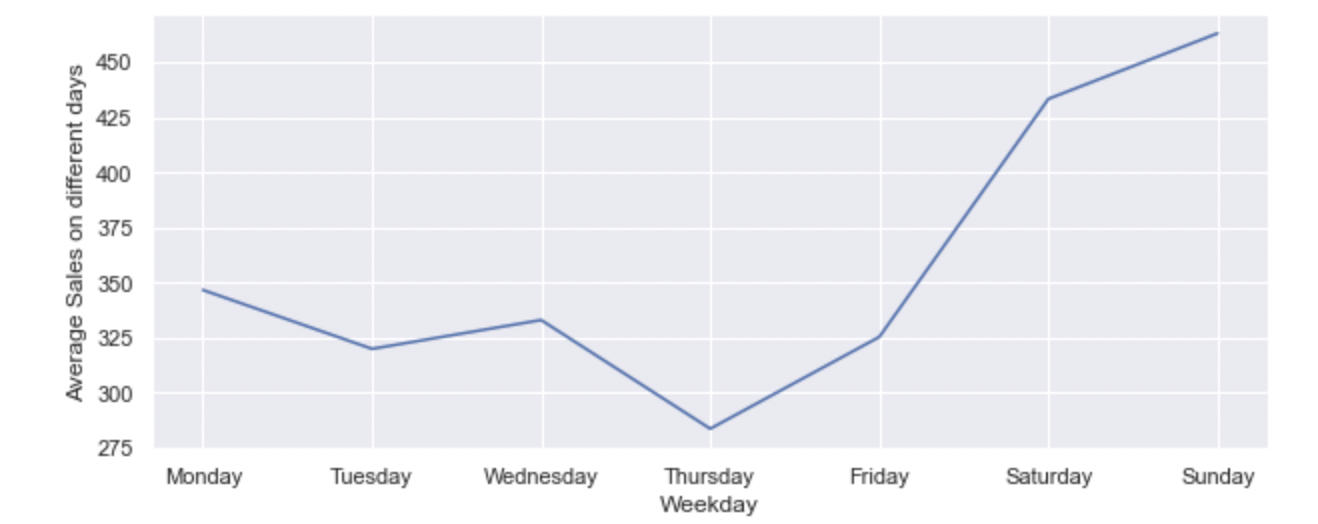 Average Sales on different days
450
425
400
375
350
325
300
275
Monday Tuesday Wednesday Thursday Friday Saturday Sunday
Weekday